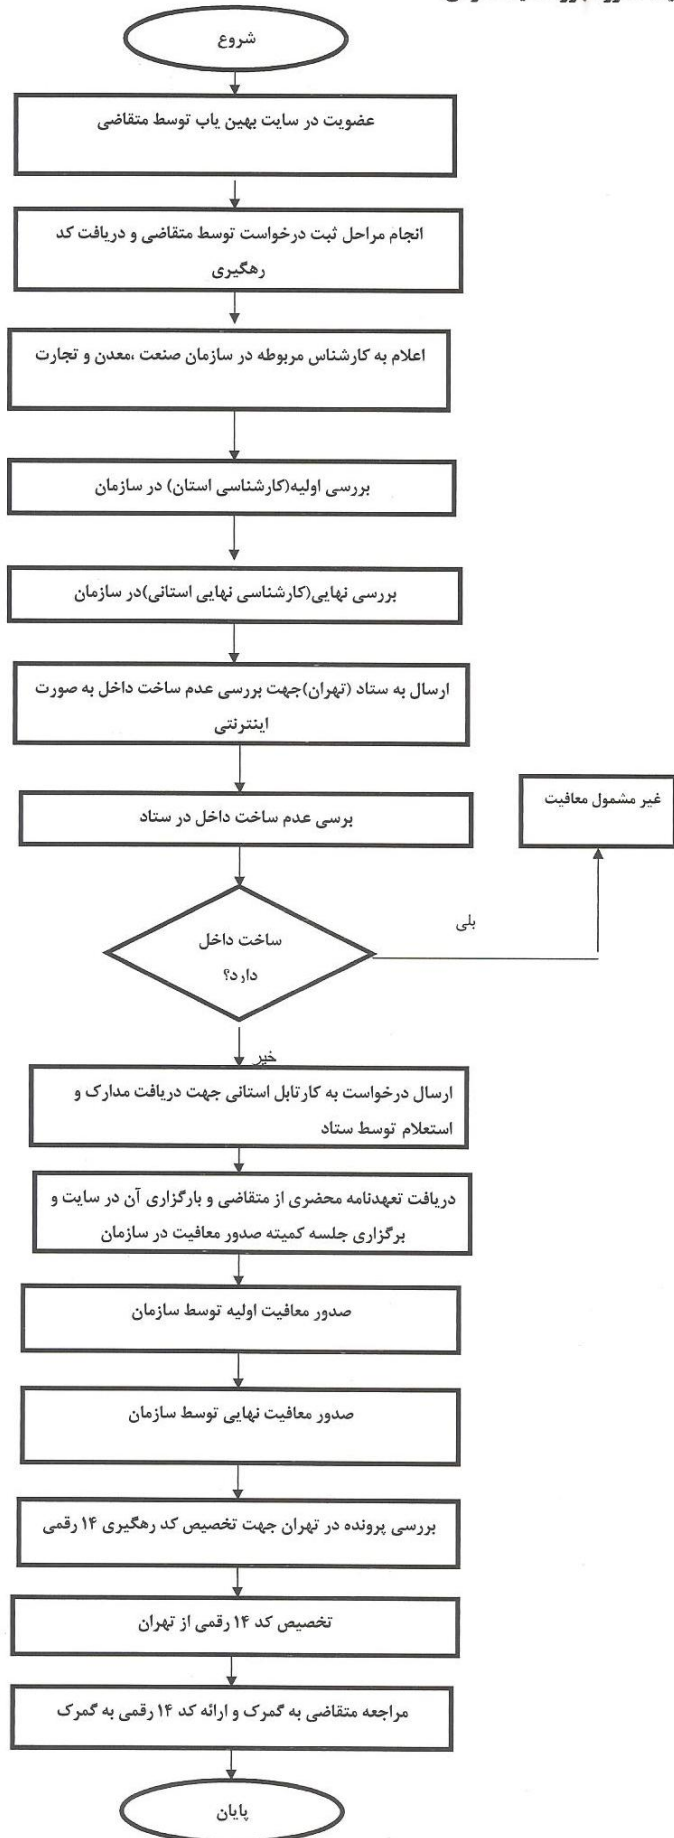 شروع
عضویت در سایت بهین یاب توسط متقاضی
انجام مراحل ثبت درخواست توسط متقاضی و دریافت کد
رهگیری
اعلام به کارشناس مربوطه در سازمان صنعت ،معدن و تجارت
بررسی اولیه(کارشناسی استان) در سازمان
بررسی نهایی(کارشناسی نهایی استانی)در سازمان
ارسال به ستاد (تهران)جهت بررسی عدم ساخت داخل به صورت
اینترنتی
غیر مشمول معافیت
برسی عدم ساخت داخل در ستاد
بلی
ساخت داخل
دارد؟
خیر
ارسال درخواست به کارتابل استانی جهت دریافت مدارک و
استعلام توسط ستاد
دریافت تعهدنامه محضری از متقاضی و بارگزاری آن در سایت و
برگزاری جلسه کمیته صدور معافیت در سازمان
صدور معافیت اولیه توسط سازمان
صدور معافیت نهایی توسط سازمان
بررسی پرونده در تهران جهت تخصیص کد رهگیری ۱۴ رقمی
تخصیص کد ۱۴ رقمی از تهران
مراجعه متقاضی به گمرک و ارائه کد ۱۴ رقمی به گمرک
پایان